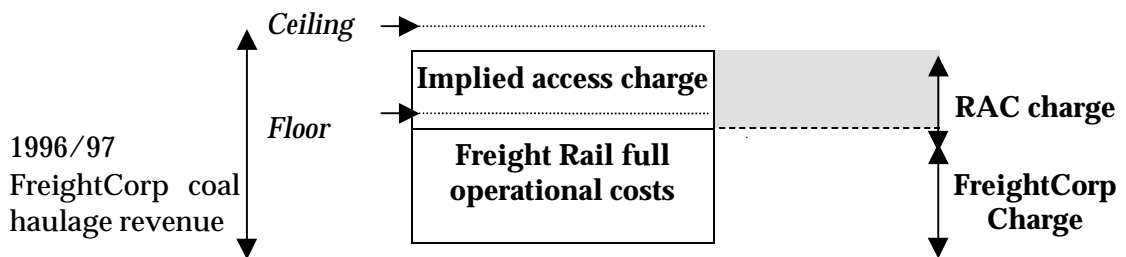 Ceiling
Implied access charge
RAC charge
Floor
1996/97
FreightCorp coal
haulage revenue
Freight Rail full
operational costs
FreightCorp
Charge